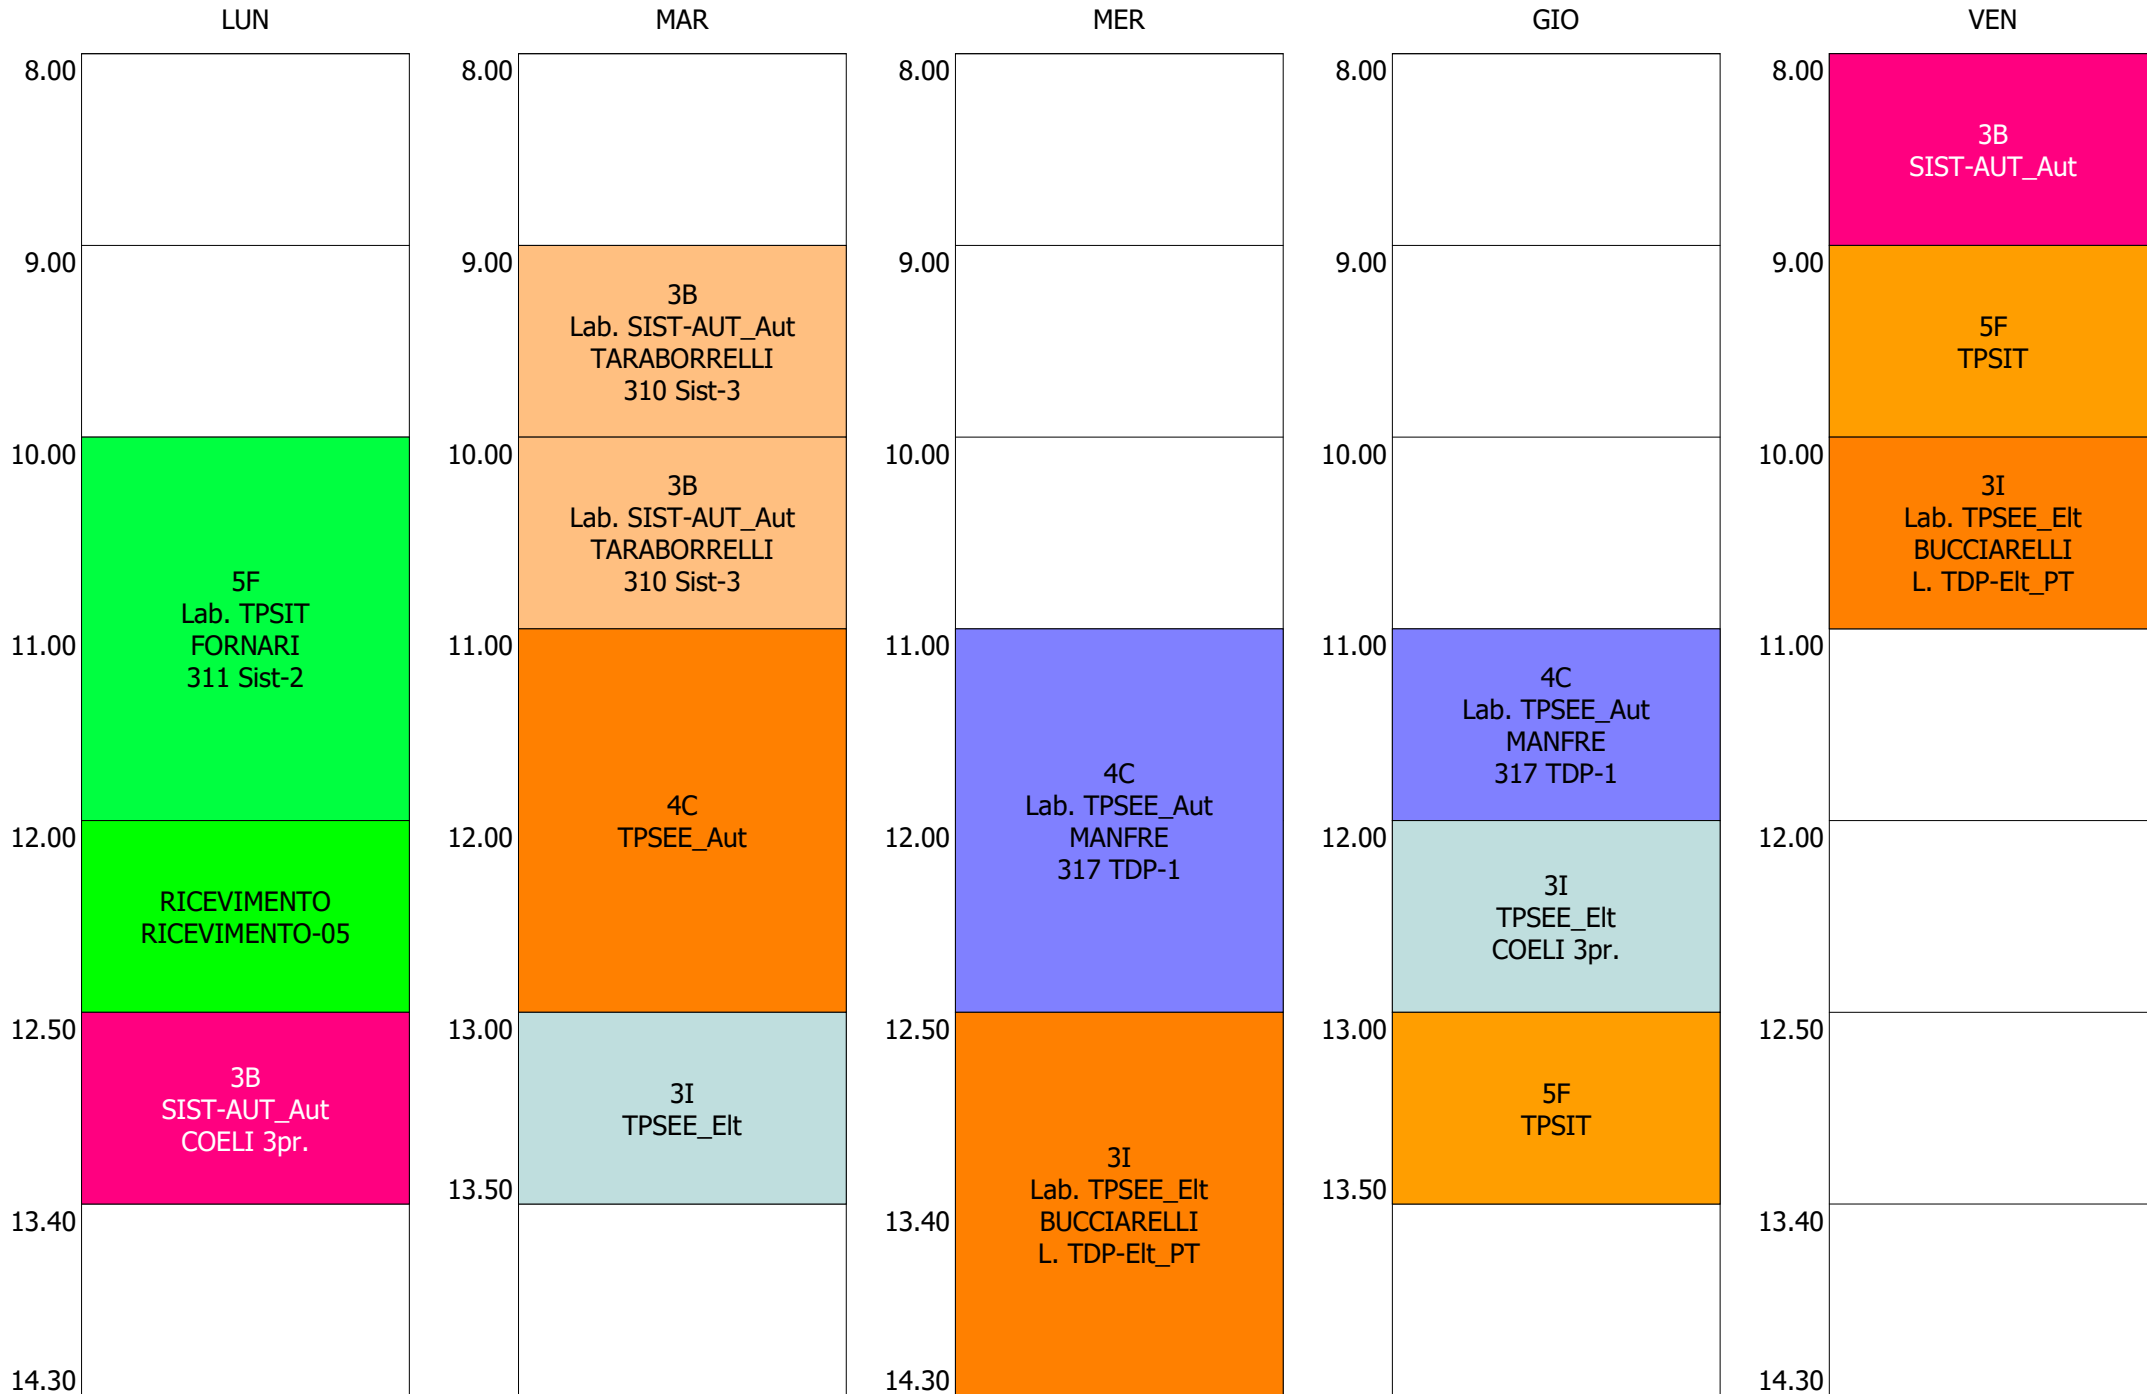 LUN
8.00
9.00
10.00
5F
Lab. TPSIT
FORNARI
311 Sist-2
11.00
12.00
RICEVIMENTO
RICEVIMENTO-05
12.50
3B
SIST-AUT_Aut
COELI 3pr.
13.40
14.30
MAR
8.00
9.00
3B
Lab. SIST-AUT_Aut
TARABORRELLI
310 Sist-3
10.00
3B
Lab. SIST-AUT_Aut
TARABORRELLI
310 Sist-3
11.00
4C
TPSEE_Aut
12.00
13.00
3I
TPSEE_Elt
13.50
MER
8.00
9.00
10.00
11.00
4C
Lab. TPSEE_Aut
MANFRE
317 TDP-1
12.00
12.50
3I
Lab. TPSEE_Elt
BUCCIARELLI
L. TDP-Elt_PT
13.40
14.30
GIO
8.00
9.00
10.00
11.00
4C
Lab. TPSEE_Aut
MANFRE
317 TDP-1
12.00
3I
TPSEE_Elt
COELI 3pr.
13.00
5F
TPSIT
13.50
VEN
8.00
3B
SIST-AUT_Aut
9.00
5F
TPSIT
10.00
3I
Lab. TPSEE_Elt
BUCCIARELLI
L. TDP-Elt_PT
11.00
12.00
12.50
13.40
14.30